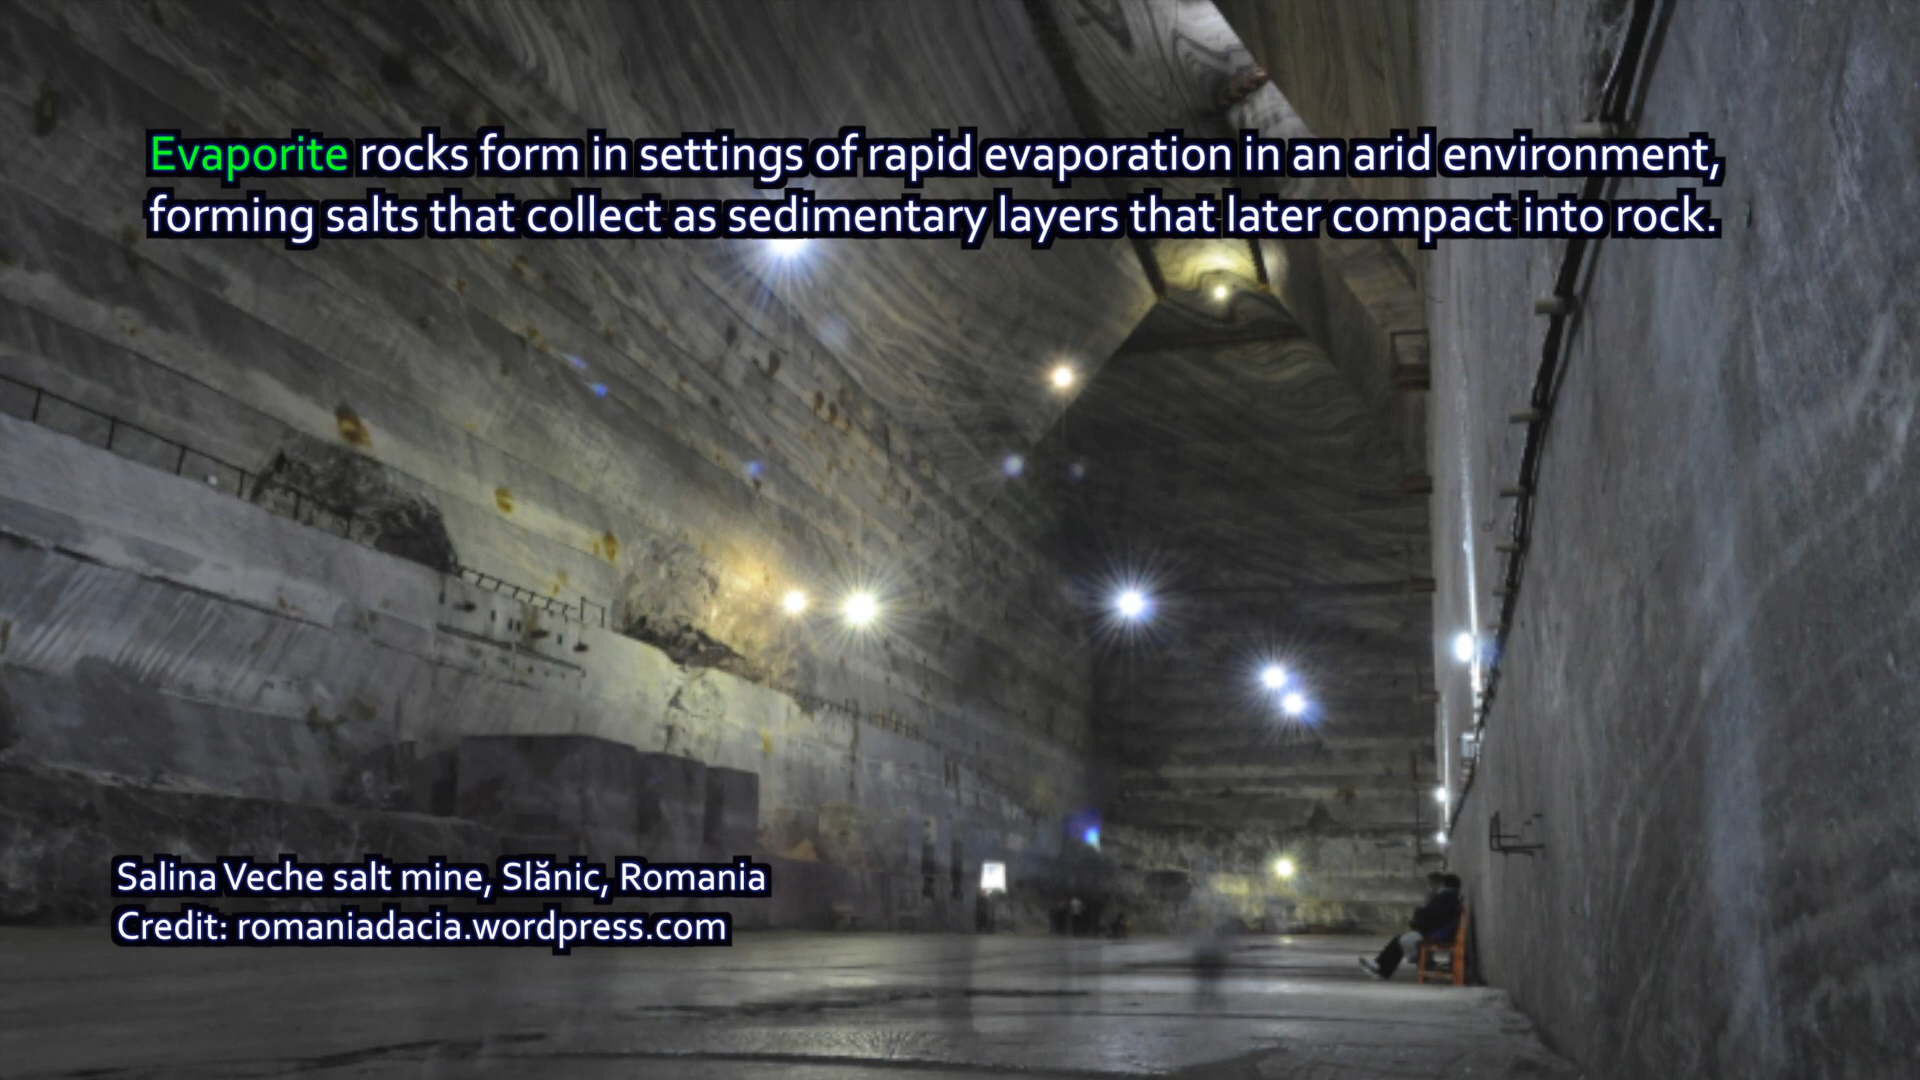 Evaporite rocks form in settings of rapid evaporation in an arid environment,
forming salts that collect as sedimentary layers that later compact into rock.
Salina Veche salt mine, Slănic, Romania
Credit: romaniadacia.wordpress.com